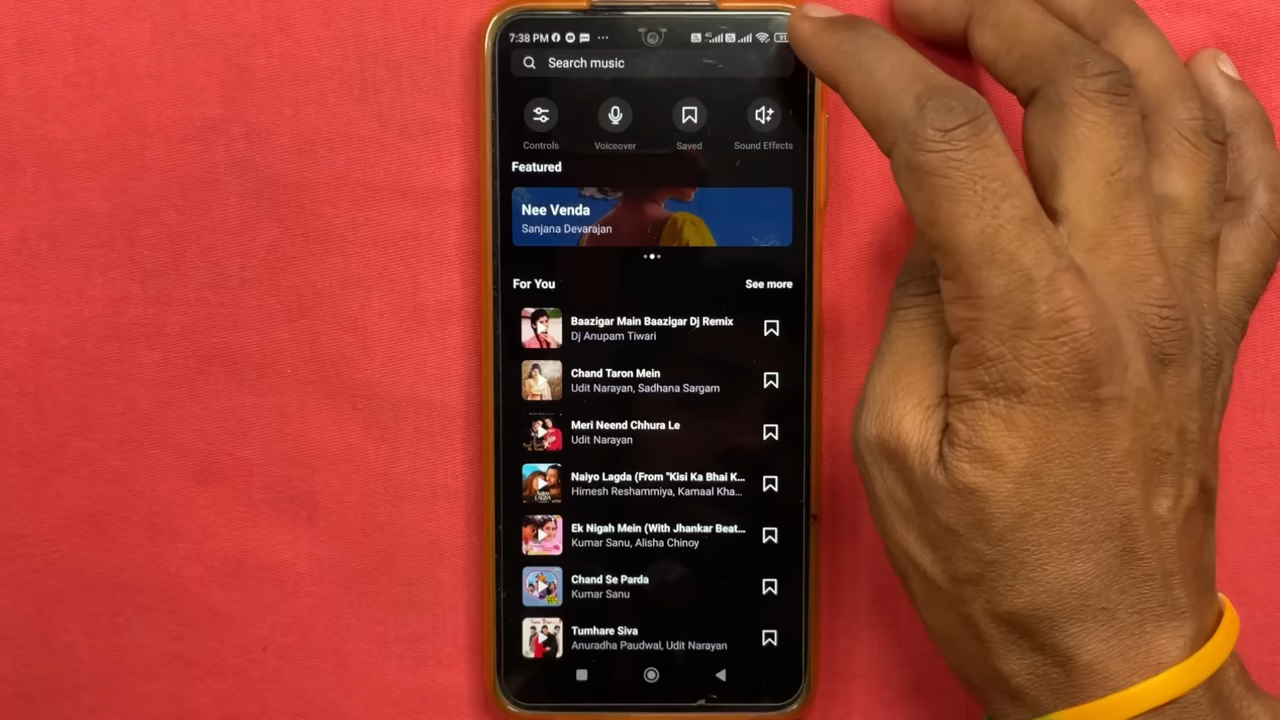 7:38 PM
Search music
Controls
Voiceover
Saved
Sound Effects
Featured
Nee Venda
Sanjana Devarajan
For You
See more
Baazigar Main Baazigar Dj Remix
Dj Anupam Tiwari
Chand Taron Mein
Udit Narayan, Sadhana Sargam
Meri Neend Chhura Le
Udit Narayan
Naiyo Lagda (From "Kisi Ka Bhai K...
Himesh Reshammiya, Kamaal Kha...
Ek Nigah Mein (With Jhankar Beat...
Kumar Sanu, Alisha Chinoy
Chand Se Parda
Kumar Sanu
Tumhare Siva
Anuradha Paudwal, Udit Narayan